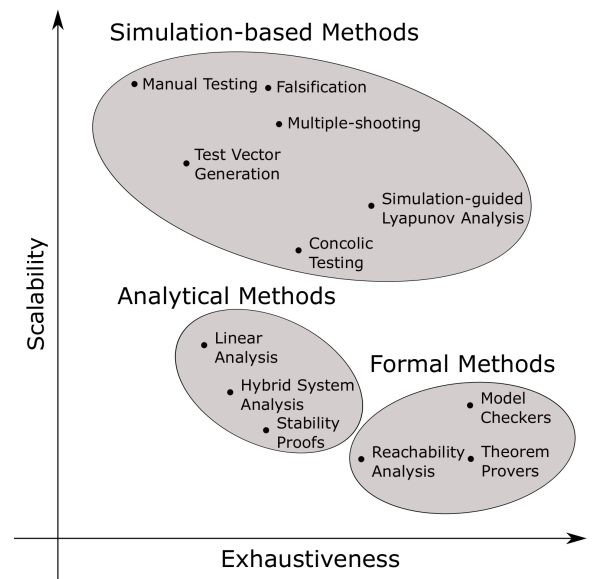 Simulation-based Methods
Manual Testing
Falsification
Multiple-shooting
Test Vector
Generation
Simulation-guided
Lyapunov Analysis
Concolic
Testing
Analytical Methods
Linear
Analysis
Hybrid System
Analysis
Stability
Proofs
Formal Methods
Model
Checkers
Reachability
Analysis
Theorem
Provers
Scalability
Exhaustiveness